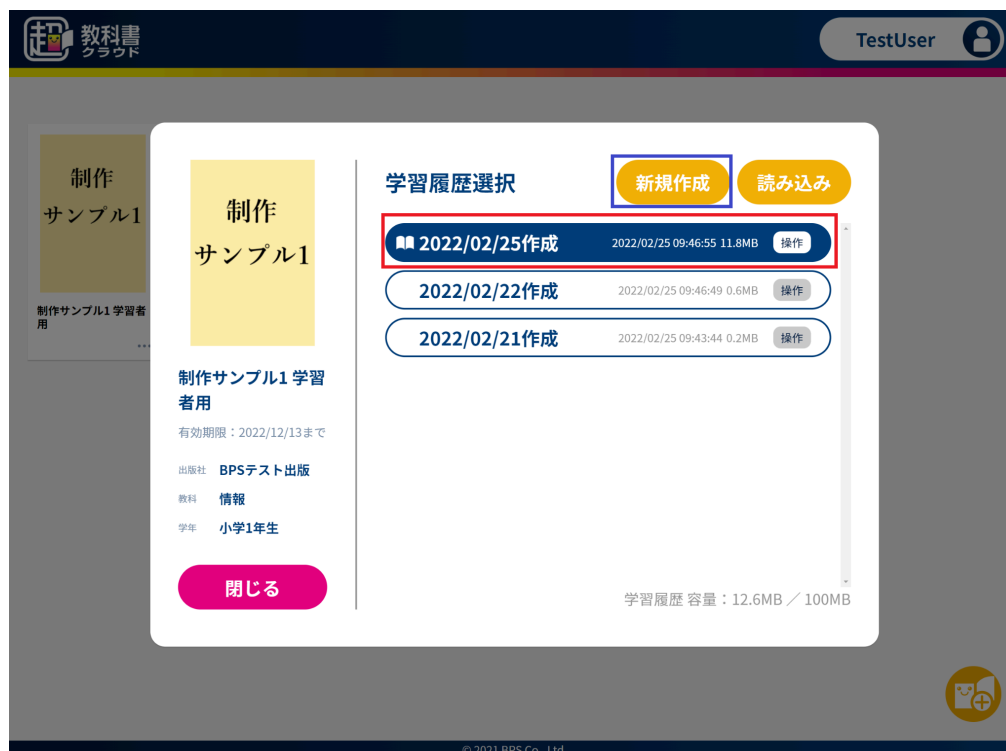 超
教科書
クラウド
TestUser
制作
サンプル1
制作サンプル1 学習者
用
...
制作
サンプル1
制作サンプル1 学習
者用
有効期限：2022/12/13まで
出版社 BPSテスト出版
教科 情報
学年 小学1年生
閉じる
学習履歴選択
新規作成
読み込み
2022/02/25作成 2022/02/25 09:46:55 11.8MB 操作
2022/02/22作成 2022/02/25 09:46:49 0.6MB 操作
2022/02/21作成 2022/02/25 09:43:44 0.2MB 操作
学習履歴 容量：12.6MB ／ 100MB
© 2021 BPS Co., Ltd.